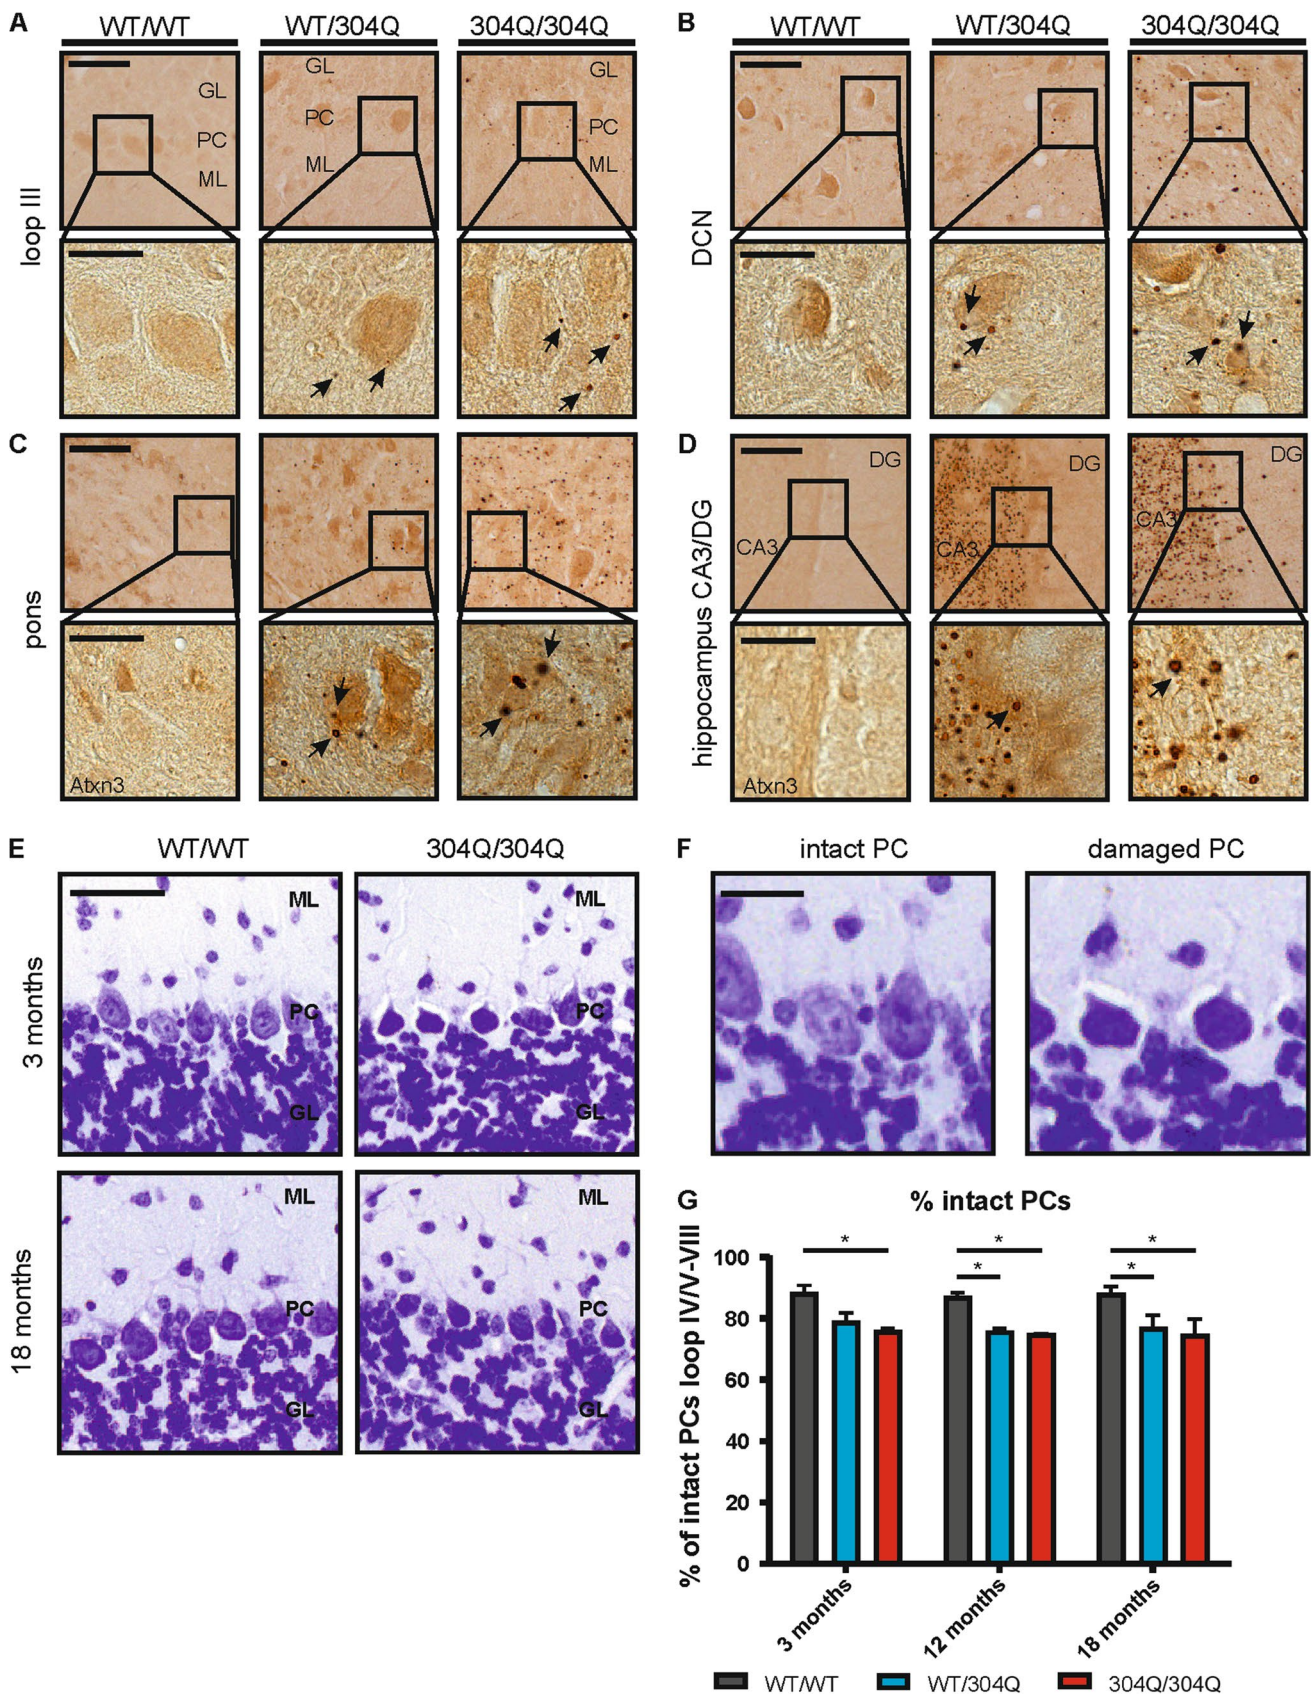 A
WT/WT WT/304Q 304Q/304Q
GL GL GL
PC PC PC
ML ML ML
loop III
B
WT/WT WT/304Q 304Q/304Q
DCN
C
pons
Atxn3
D
DG DG DG
CA3 CA3 CA3
hippocampus CA3/DG
Atxn3
E
WT/WT 304Q/304Q
3 months
ML ML
PC PC
GL GL
18 months
ML ML
PC PC
GL GL
F
intact PC damaged PC
G
% intact PCs
% of intact PCs loop IV/V-VIII
* * *
* *
100
80
60
40
20
0
3 months 12 months 18 months
WT/WT WT/304Q 304Q/304Q